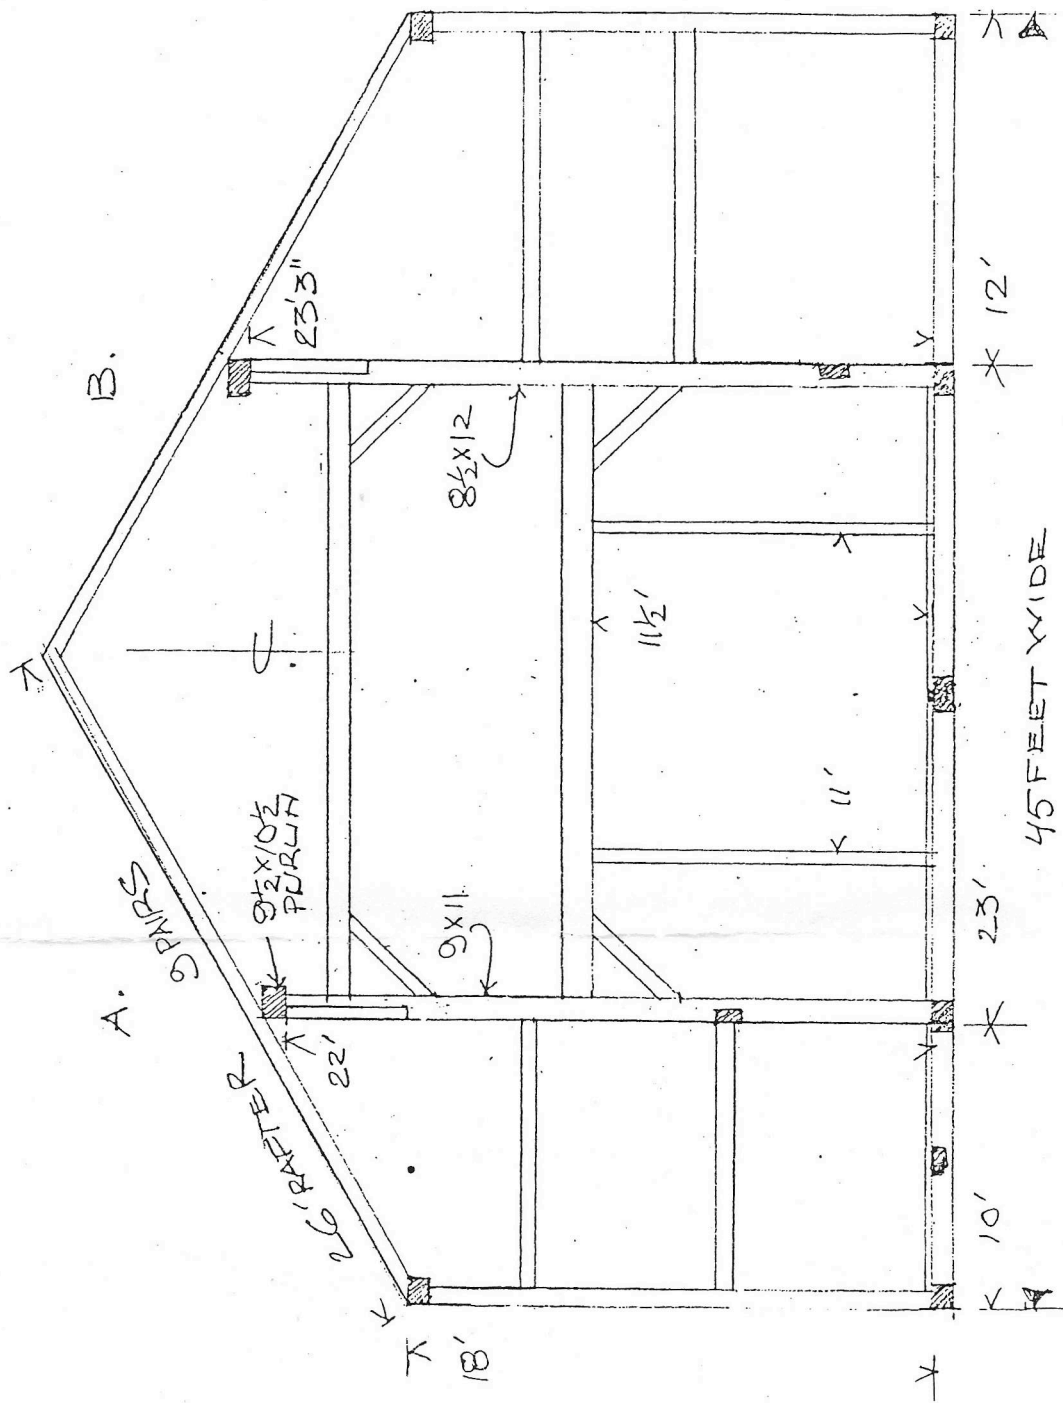 A.
B.
9 PAIRS
26' RAFTER
9½X10½
PURLIN
22'
23'3"
C
9X11
8½X12
18'
11½'
11'
10'
23'
12'
45 FEET WIDE